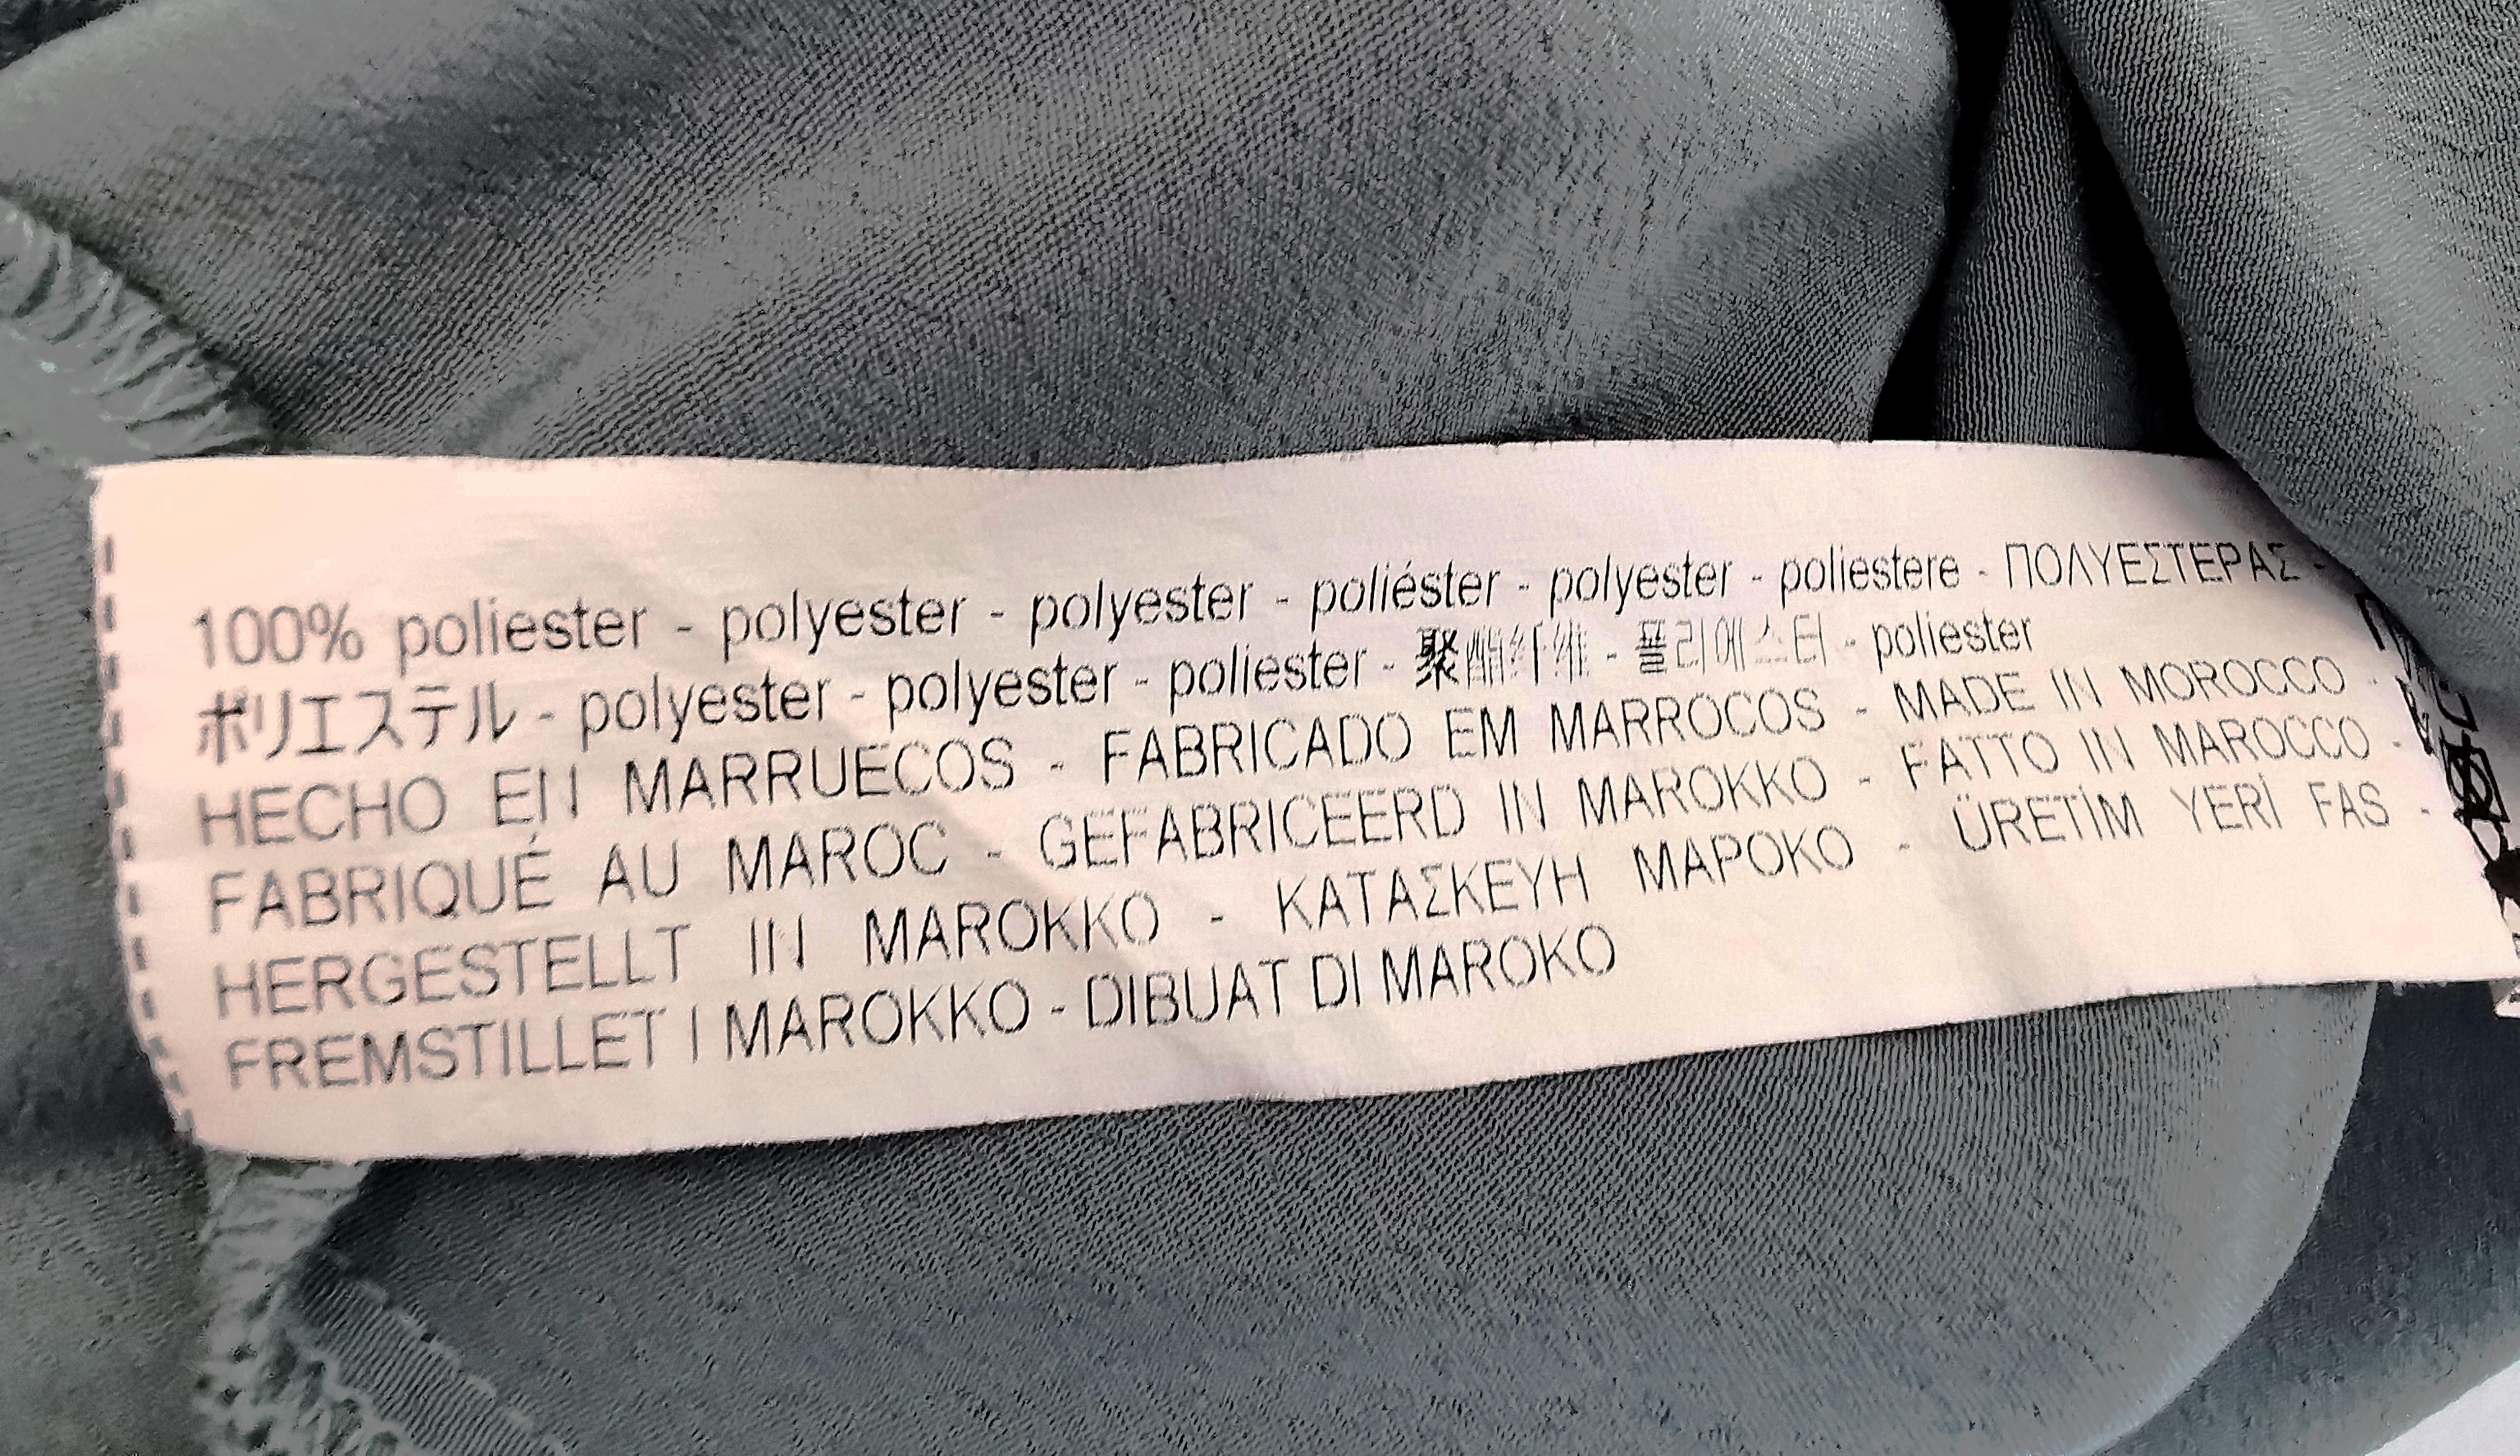 100% poliester - polyester - polyester - poliéster - polyester - poliestere - ΠΟΛΥΕΣΤΕΡΑΣ -
ポリエステル - polyester - polyester - poliester - 聚酯纤维 - 폴리에스터 - poliester
HECHO EN MARRUECOS - FABRICADO EM MARROCOS - MADE IN MOROCCO -
FABRIQUÉ AU MAROC - GEFABRICEERD IN MAROKKO - FATTO IN MAROCCO -
HERGESTELLT IN MAROKKO - ΚΑΤΑΣΚΕΥΗ ΜΑΡΟΚΟ - ÜRETİM YERİ FAS -
FREMSTILLET I MAROKKO - DIBUAT DI MAROKO